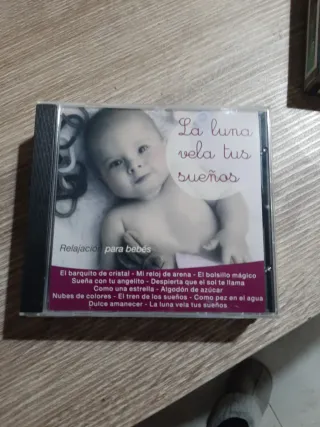 La luna
vela tus
sueños
Relajación para bebés
El barquito de cristal - Mi reloj de arena - El bolsillo mágico
Sueña con tu angelito - Despierta que el sol te llama
Como una estrella - Algodón de azúcar
Nubes de colores - El tren de los sueños - Como pez en el agua
Dulce amanecer - La luna vela tus sueños